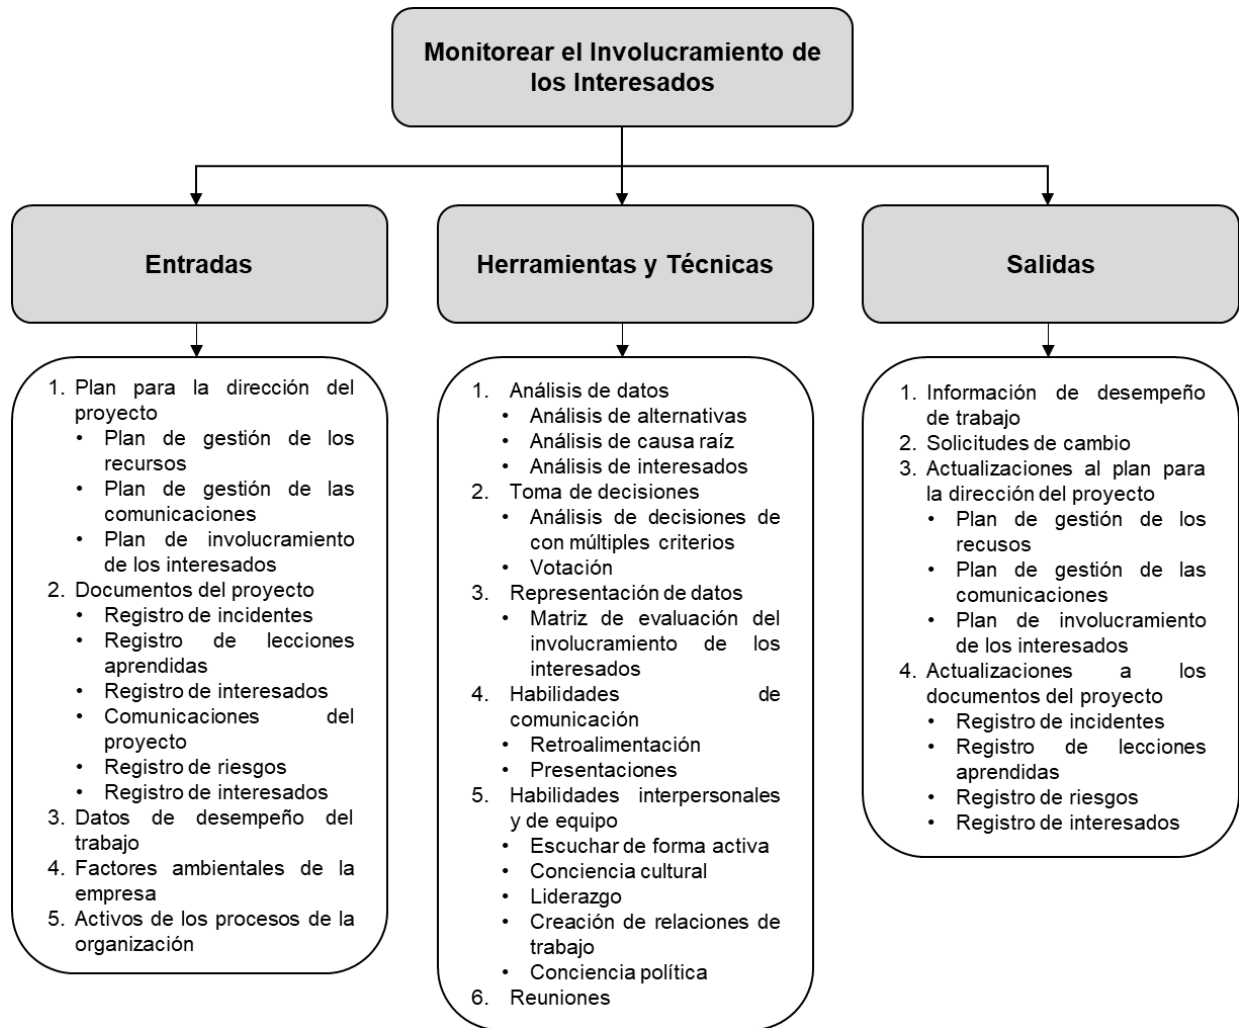 Monitorear el Involucramiento de
los Interesados
Entradas
1. Plan para la dirección del
proyecto
• Plan de gestión de los
recursos
• Plan de gestión de las
comunicaciones
• Plan de involucramiento
de los interesados
2. Documentos del proyecto
• Registro de incidentes
• Registro de lecciones
aprendidas
• Registro de interesados
• Comunicaciones del
proyecto
• Registro de riesgos
• Registro de interesados
3. Datos de desempeño del
trabajo
4. Factores ambientales de la
empresa
5. Activos de los procesos de la
organización
Herramientas y Técnicas
1. Análisis de datos
• Análisis de alternativas
• Análisis de causa raíz
• Análisis de interesados
2. Toma de decisiones
• Análisis de decisiones de
con múltiples criterios
• Votación
3. Representación de datos
• Matriz de evaluación del
involucramiento de los
interesados
4. Habilidades de
comunicación
• Retroalimentación
• Presentaciones
5. Habilidades interpersonales
y de equipo
• Escuchar de forma activa
• Conciencia cultural
• Liderazgo
• Creación de relaciones de
trabajo
• Conciencia política
6. Reuniones
Salidas
1. Información de desempeño
de trabajo
2. Solicitudes de cambio
3. Actualizaciones al plan para
la dirección del proyecto
• Plan de gestión de los
recusos
• Plan de gestión de las
comunicaciones
• Plan de involucramiento
de los interesados
4. Actualizaciones a los
documentos del proyecto
• Registro de incidentes
• Registro de lecciones
aprendidas
• Registro de riesgos
• Registro de interesados